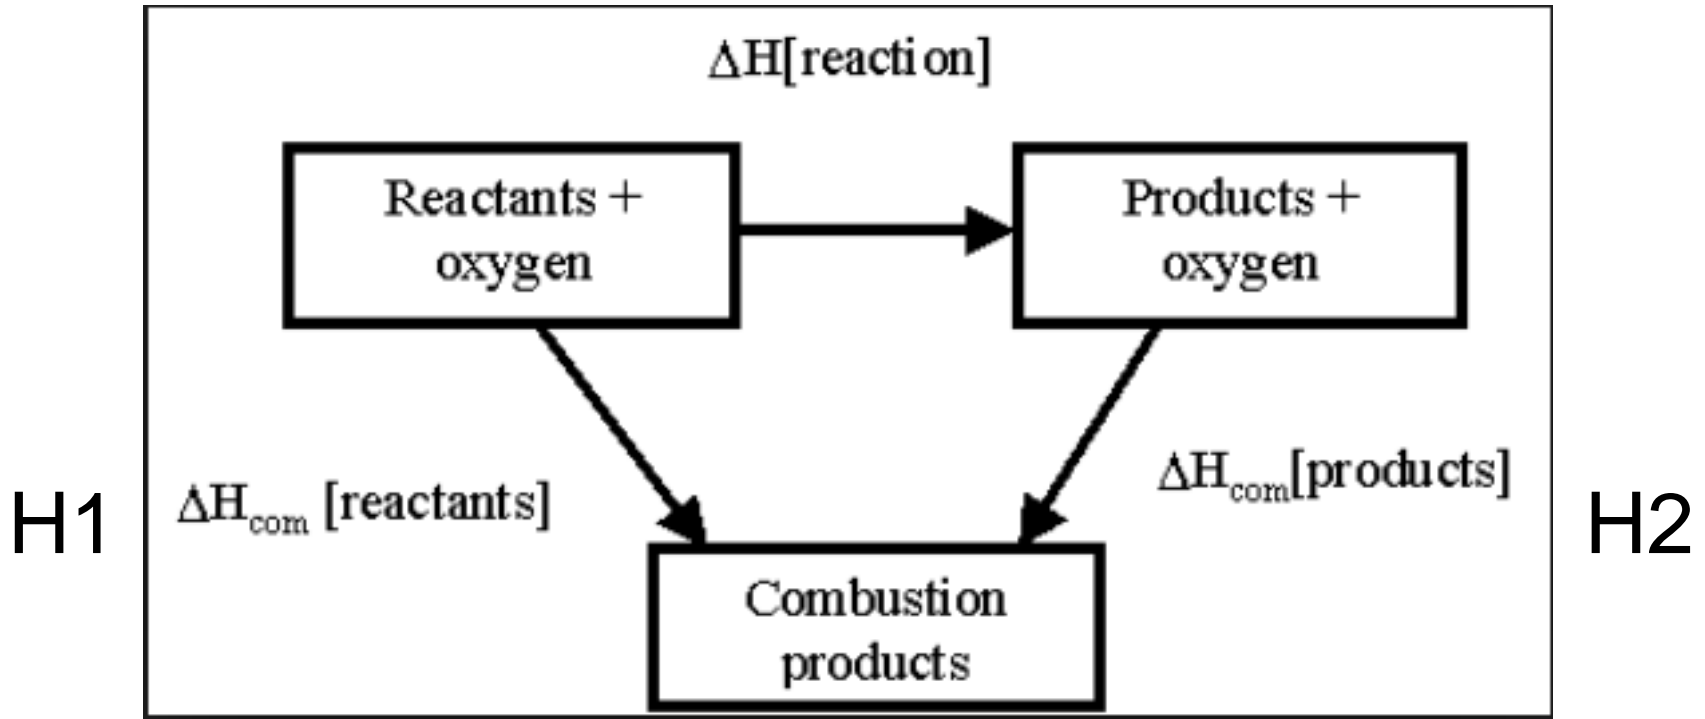 ΔH[reaction]
Reactants +
oxygen
Products +
oxygen
H1
ΔHcom [reactants]
ΔHcom[products]
H2
Combustion
products